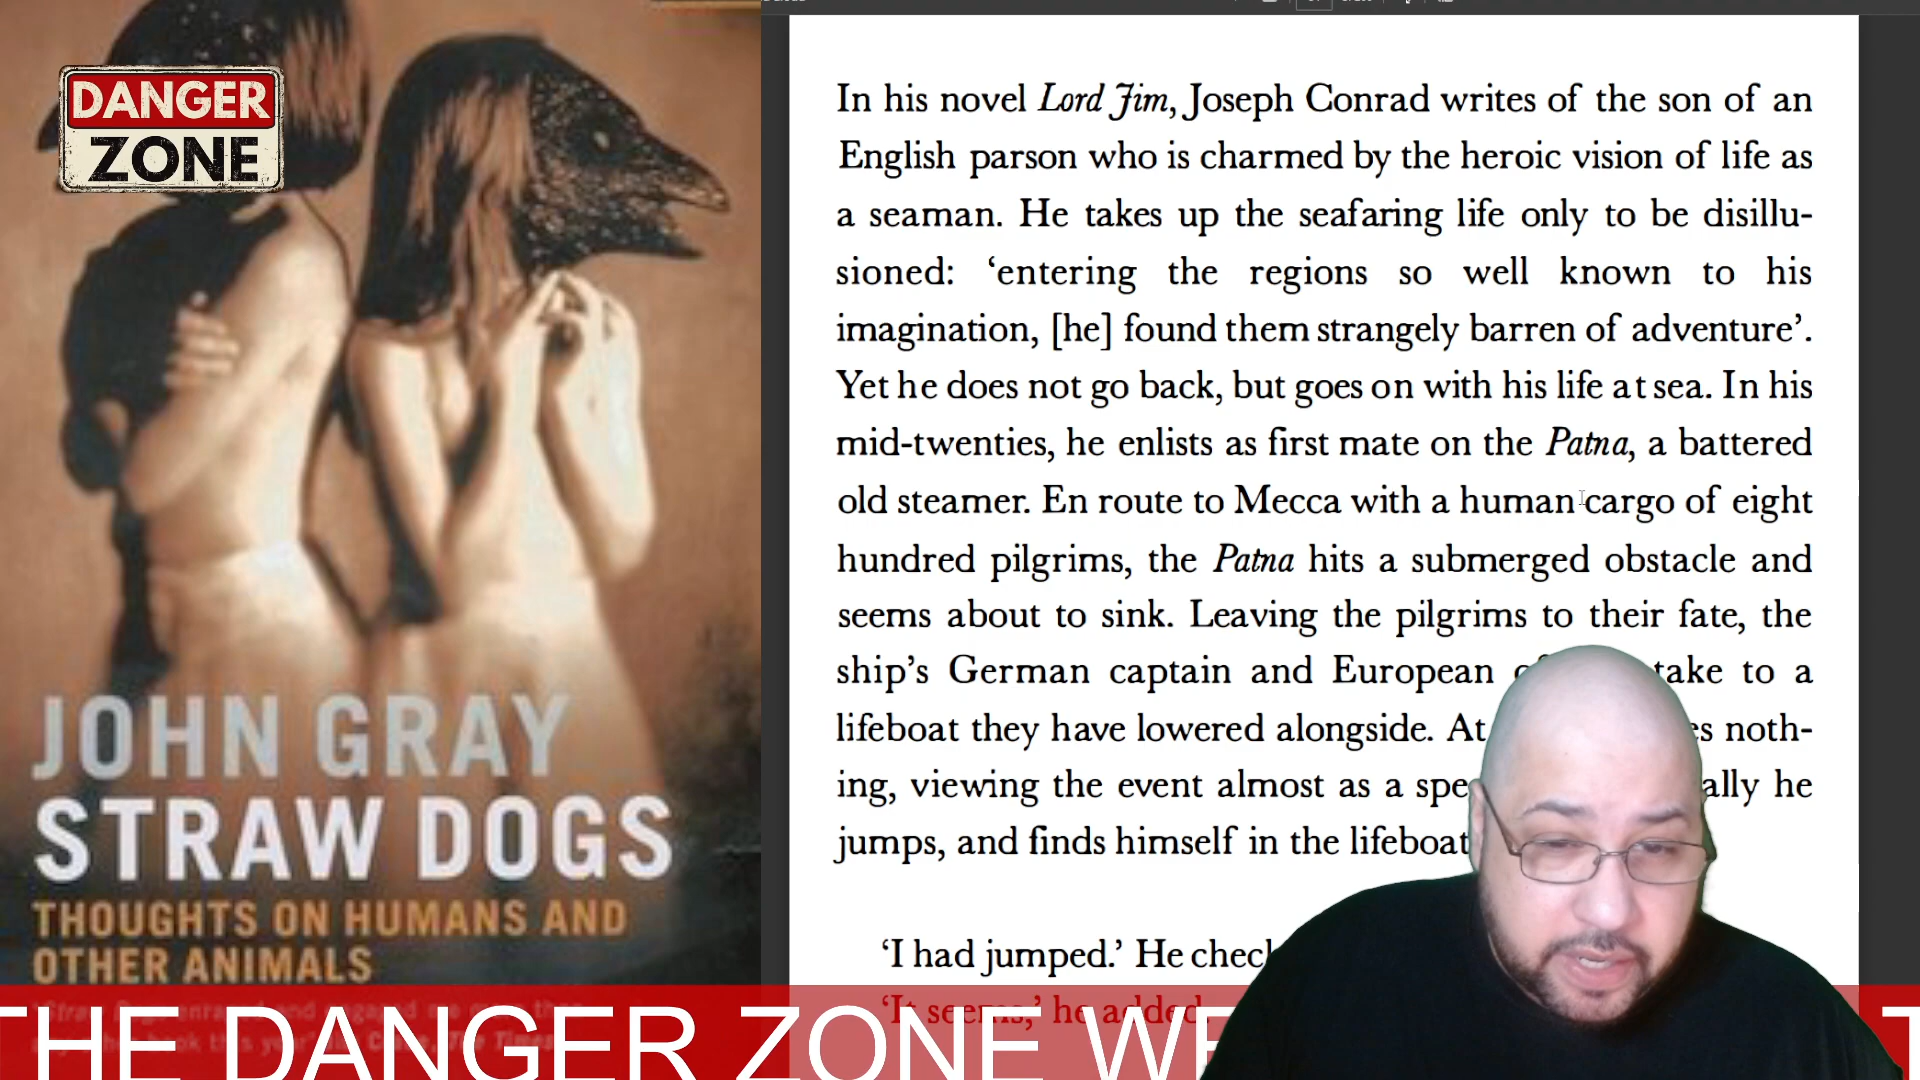 DANGER
ZONE
JOHN GRAY
STRAW DOGS
THOUGHTS ON HUMANS AND
OTHER ANIMALS
In his novel Lord Jim, Joseph Conrad writes of the son of an
English parson who is charmed by the heroic vision of life as
a seaman. He takes up the seafaring life only to be disillu-
sioned: ‘entering the regions so well known to his
imagination, [he] found them strangely barren of adventure’.
Yet he does not go back, but goes on with his life at sea. In his
mid-twenties, he enlists as first mate on the Patna, a battered
old steamer. En route to Mecca with a human cargo of eight
hundred pilgrims, the Patna hits a submerged obstacle and
seems about to sink. Leaving the pilgrims to their fate, the
ship’s German captain and European take to a
lifeboat they have lowered alongside. At noth-
ing, viewing the event almost as a he
jumps, and finds himself in the lifeboat
‘I had jumped.’ He
‘It seems,’ he added
THE DANGER ZONE